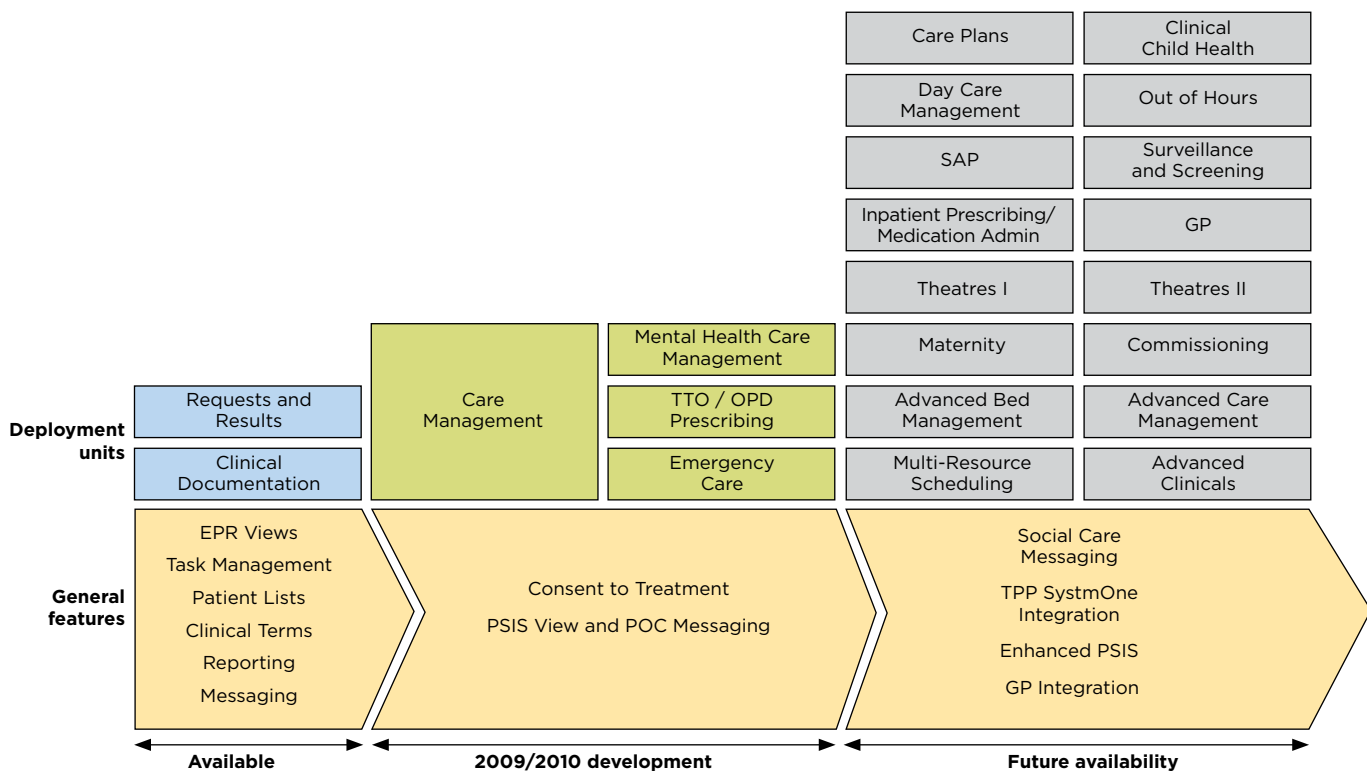 Care Plans
Clinical
Child Health
Day Care
Management
Out of Hours
SAP
Surveillance
and Screening
Inpatient Prescribing/
Medication Admin
GP
Theatres I
Theatres II
Mental Health Care
Management
Maternity
Commissioning
Care
Management
Requests and
Results
TTO / OPD
Prescribing
Advanced Bed
Management
Advanced Care
Management
Deployment
units
Clinical
Documentation
Emergency
Care
Multi-Resource
Scheduling
Advanced
Clinicals
General
features
EPR Views
Task Management
Patient Lists
Clinical Terms
Reporting
Messaging
Consent to Treatment
PSIS View and POC Messaging
Social Care
Messaging
TPP SystmOne
Integration
Enhanced PSIS
GP Integration
Available
2009/2010 development
Future availability